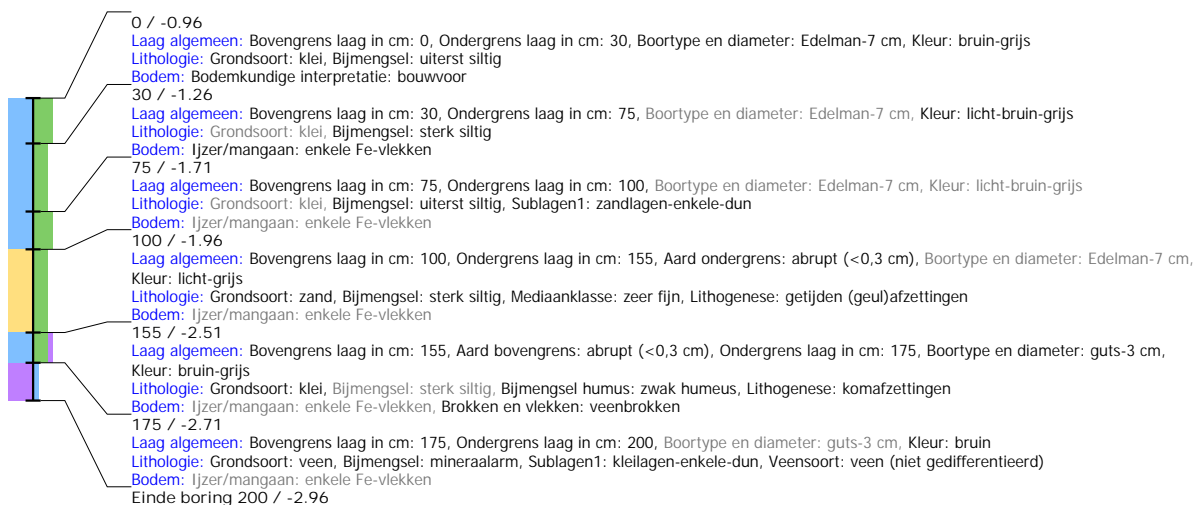 0 / -0.96
Laag algemeen: Bovengrens laag in cm: 0, Ondergrens laag in cm: 30, Boortype en diameter: Edelman-7 cm, Kleur: bruin-grijs
Lithologie: Grondsoort: klei, Bijmengsel: uiterst siltig
Bodem: Bodemkundige interpretatie: bouwvoor
30 / -1.26
Laag algemeen: Bovengrens laag in cm: 30, Ondergrens laag in cm: 75, Boortype en diameter: Edelman-7 cm, Kleur: licht-bruin-grijs
Lithologie: Grondsoort: klei, Bijmengsel: sterk siltig
Bodem: Ijzer/mangaan: enkele Fe-vlekken
75 / -1.71
Laag algemeen: Bovengrens laag in cm: 75, Ondergrens laag in cm: 100, Boortype en diameter: Edelman-7 cm, Kleur: licht-bruin-grijs
Lithologie: Grondsoort: klei, Bijmengsel: uiterst siltig, Sublagen1: zandlagen-enkele-dun
Bodem: Ijzer/mangaan: enkele Fe-vlekken
100 / -1.96
Laag algemeen: Bovengrens laag in cm: 100, Ondergrens laag in cm: 155, Aard ondergrens: abrupt (<0,3 cm), Boortype en diameter: Edelman-7 cm,
Kleur: licht-grijs
Lithologie: Grondsoort: zand, Bijmengsel: sterk siltig, Mediaanklasse: zeer fijn, Lithogenese: getijden (geul)afzettingen
Bodem: Ijzer/mangaan: enkele Fe-vlekken
155 / -2.51
Laag algemeen: Bovengrens laag in cm: 155, Aard bovengrens: abrupt (<0,3 cm), Ondergrens laag in cm: 175, Boortype en diameter: guts-3 cm,
Kleur: bruin-grijs
Lithologie: Grondsoort: klei, Bijmengsel: sterk siltig, Bijmengsel humus: zwak humeus, Lithogenese: komafzettingen
Bodem: Ijzer/mangaan: enkele Fe-vlekken, Brokken en vlekken: veenbrokken
175 / -2.71
Laag algemeen: Bovengrens laag in cm: 175, Ondergrens laag in cm: 200, Boortype en diameter: guts-3 cm, Kleur: bruin
Lithologie: Grondsoort: veen, Bijmengsel: mineraalarm, Sublagen1: kleilagen-enkele-dun, Veensoort: veen (niet gedifferentieerd)
Bodem: Ijzer/mangaan: enkele Fe-vlekken
Einde boring 200 / -2.96